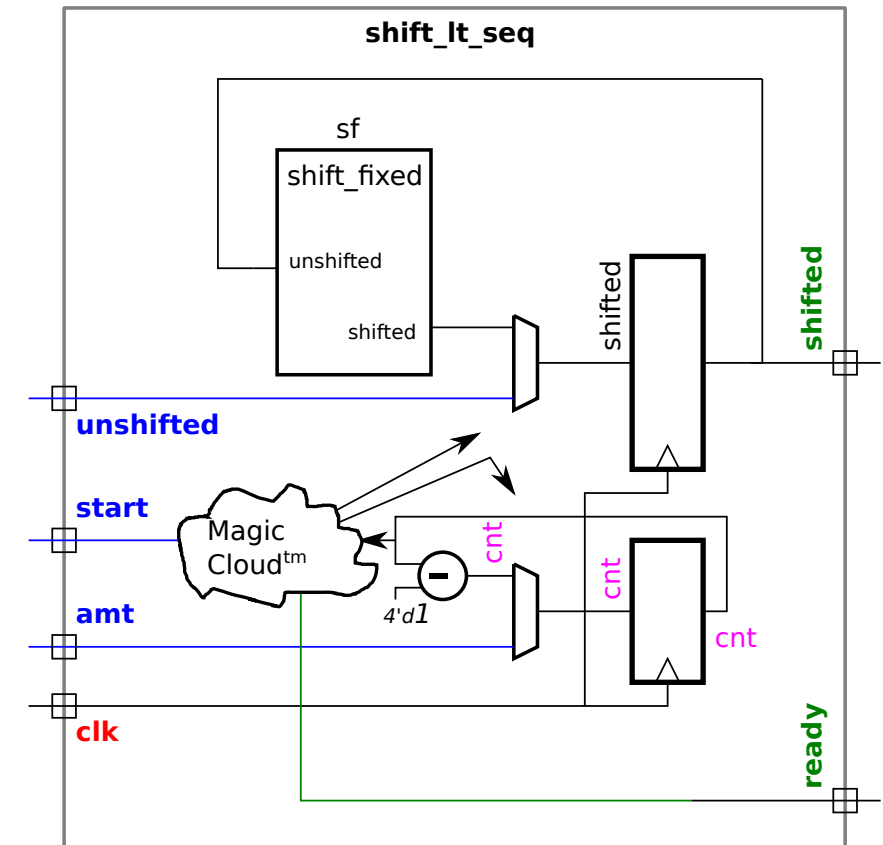 shift_lt_seq
sf
shift_fixed
unshifted
shifted
shifted
shifted
unshifted
start
Magic
Cloudtm
cnt
cnt
4'd1
amt
cnt
clk
ready